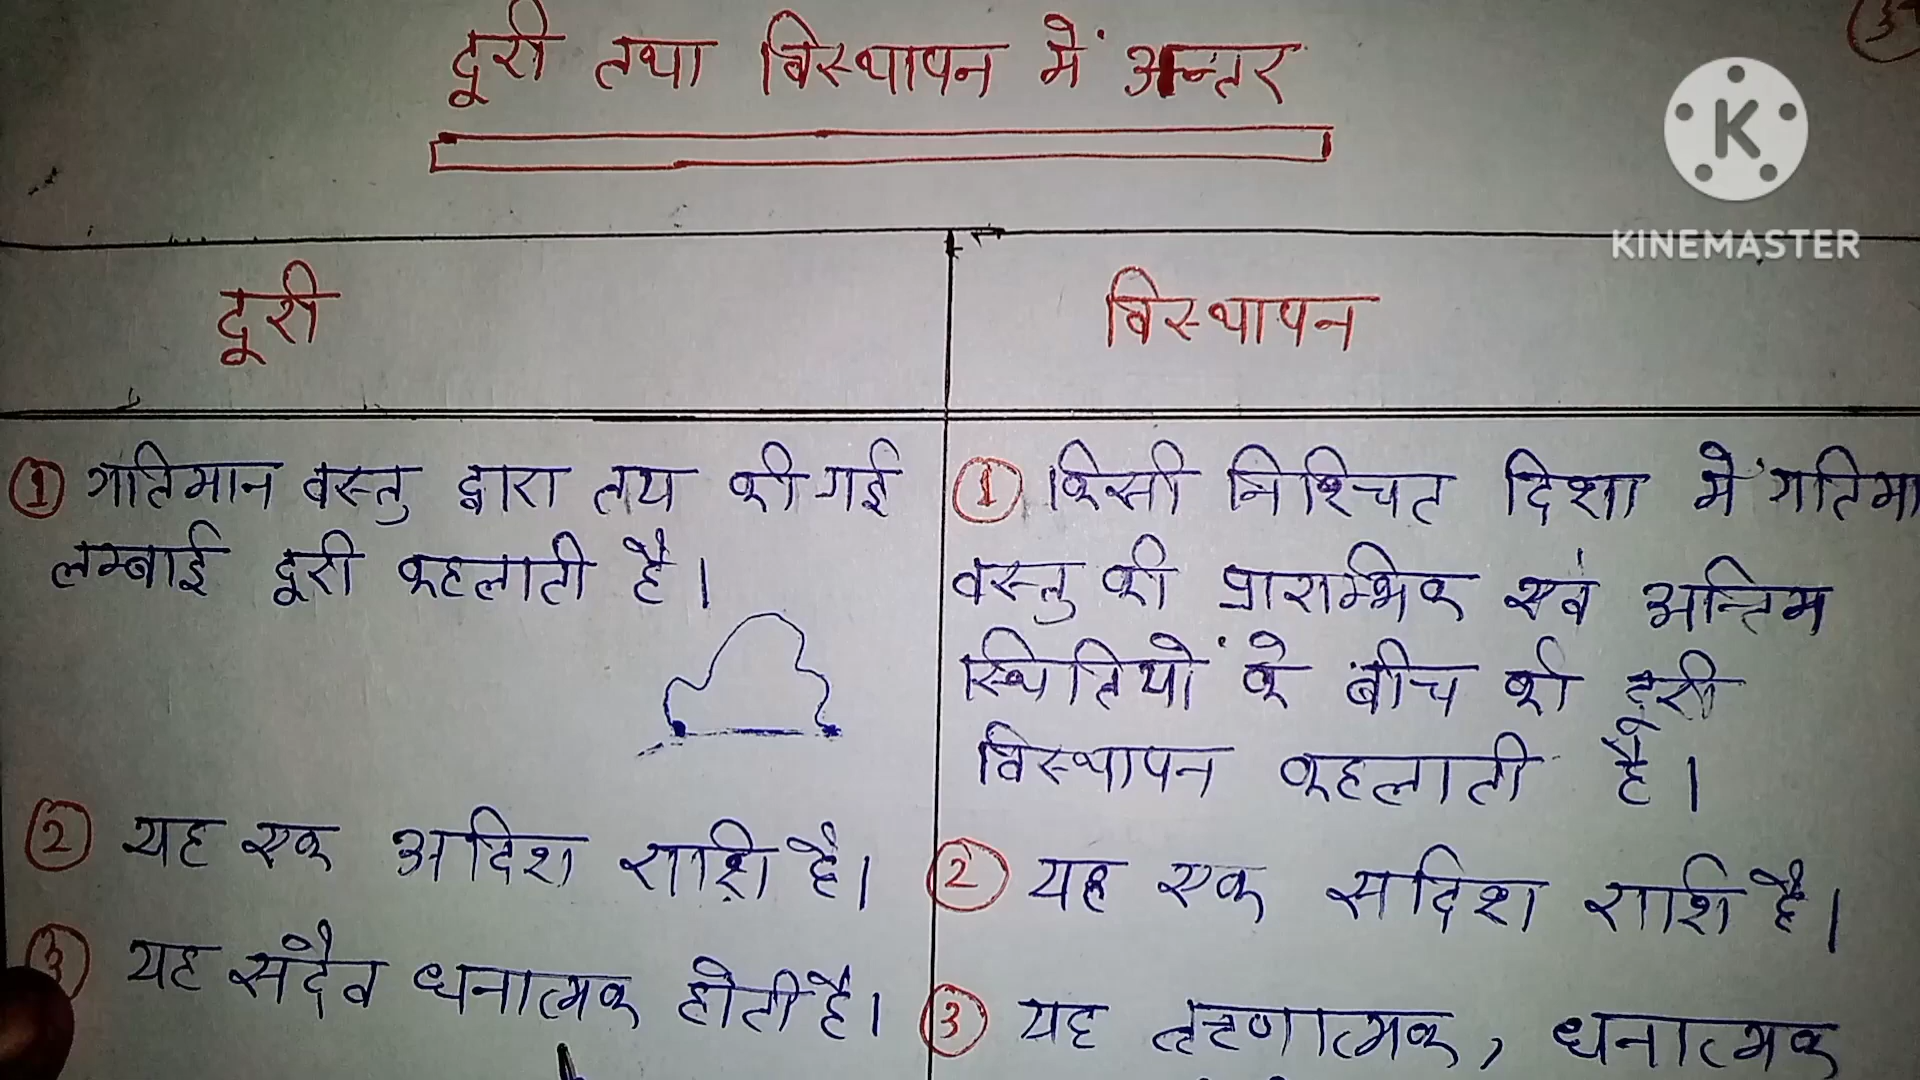 दूरी तथा विस्थापन में अन्तर
K
KINEMASTER
दूरी
विस्थापन
① गतिमान वस्तु द्वारा तय की गई
लम्बाई दूरी कहलाती है।
② यह एक अदिश राशि है।
③ यह सदैव धनात्मक होती है।
① किसी निश्चित दिशा में गतिमा
वस्तु की प्रारम्भिक एवं अन्तिम
स्थितियों के बीच की दूरी
विस्थापन कहलाती है।
② यह एक सदिश राशि है।
③ यह ऋणात्मक, धनात्मक